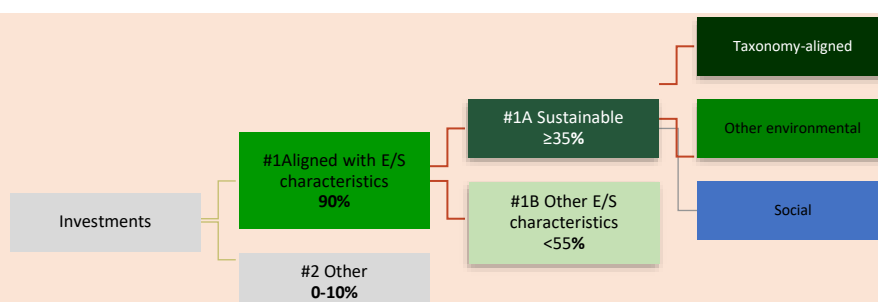 Taxonomy-aligned
#1A Sustainable
≥35%
Other environmental
#1Aligned with E/S
characteristics
90%
Investments
#1B Other E/S
characteristics
<55%
Social
#2 Other
0-10%